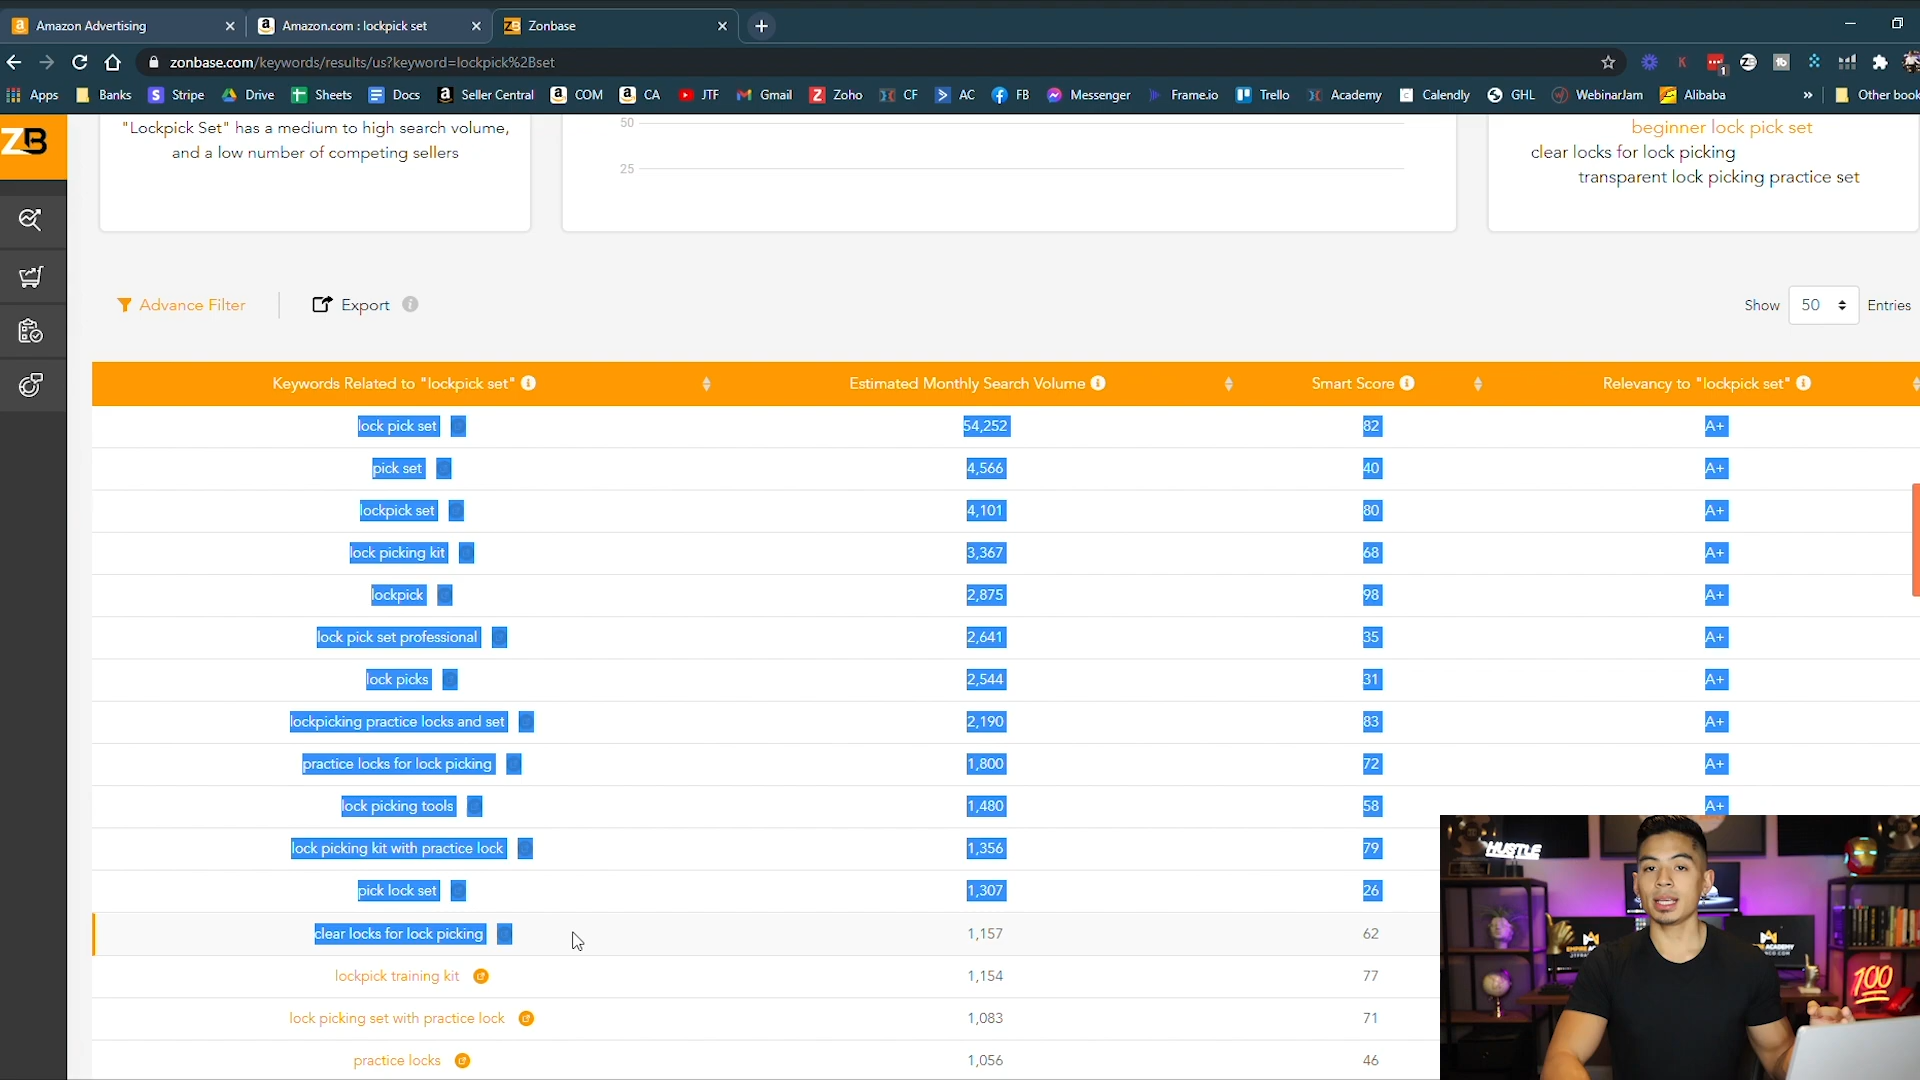 Amazon Advertising
Amazon.com : lockpick set
Zonbase
zonbase.com/keywords/results/us?keyword=lockpick%2Bset
Apps Banks Stripe Drive Sheets Docs Seller Central COM CA JTF Gmail Zoho CF AC FB Messenger Frame.io Trello Academy Calendly GHL WebinarJam Alibaba » Other book
ZB
"Lockpick Set" has a medium to high search volume,
and a low number of competing sellers
50
25
beginner lock pick set
clear locks for lock picking
transparent lock picking practice set
Advance Filter Export Show 50 Entries
Keywords Related to "lockpick set" Estimated Monthly Search Volume Smart Score Relevancy to "lockpick set"
lock pick set 54,252 82 A+
pick set 4,566 40 A+
lockpick set 4,101 80 A+
lock picking kit 3,367 68 A+
lockpick 2,875 98 A+
lock pick set professional 2,641 35 A+
lock picks 2,544 31 A+
lockpicking practice locks and set 2,190 83 A+
practice locks for lock picking 1,800 72 A+
lock picking tools 1,480 58 A+
lock picking kit with practice lock 1,356 79
pick lock set 1,307 26
clear locks for lock picking 1,157 62
lockpick training kit 1,154 77
lock picking set with practice lock 1,083 71
practice locks 1,056 46
HUSTLE
100